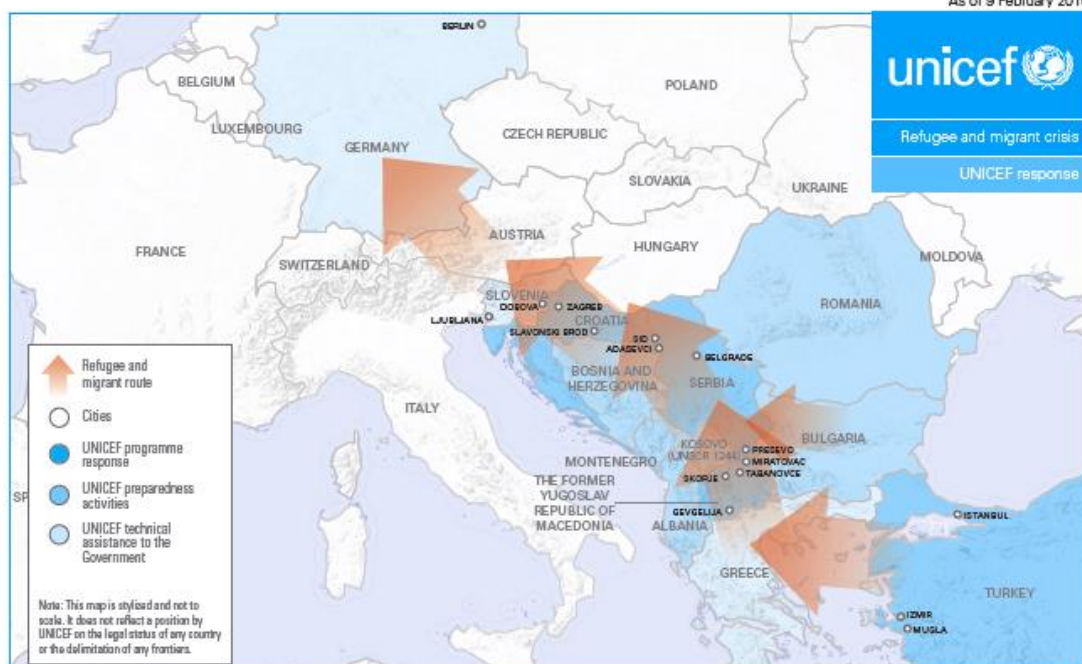 As of 9 February 201
unicef
Refugee and migrant crisis
UNICEF response
BERLIN
POLAND
BELGIUM
LUXEMBOURG
GERMANY
CZECH REPUBLIC
SLOVAKIA
UKRAINE
FRANCE
SWITZERLAND
AUSTRIA
HUNGARY
MOLDOVA
SLOVENIA
DOBOVA
ZAGREB
LJUBLJANA
CROATIA
SLAVONSKI BROD
ROMANIA
SID
ADASEVCI
BELGRADE
BOSNIA AND
HERZEGOVINA
SERBIA
ITALY
KOSOVO
(UNSCR 1244)
BULGARIA
PRESEVO
MIRATOVAC
TABANOVCE
MONTENEGRO
SKOPJE
THE FORMER
YUGOSLAV
REPUBLIC OF
MACEDONIA
GEVGELIJA
ALBANIA
ISTANBUL
GREECE
TURKEY
IZMIR
MUGLA
SP
Refugee and
migrant route
Cities
UNICEF programme
response
UNICEF preparedness
activities
UNICEF technical
assistance to the
Government
Note: This map is stylized and not to
scale. It does not reflect a position by
UNICEF on the legal status of any country
or the delimitation of any frontiers.